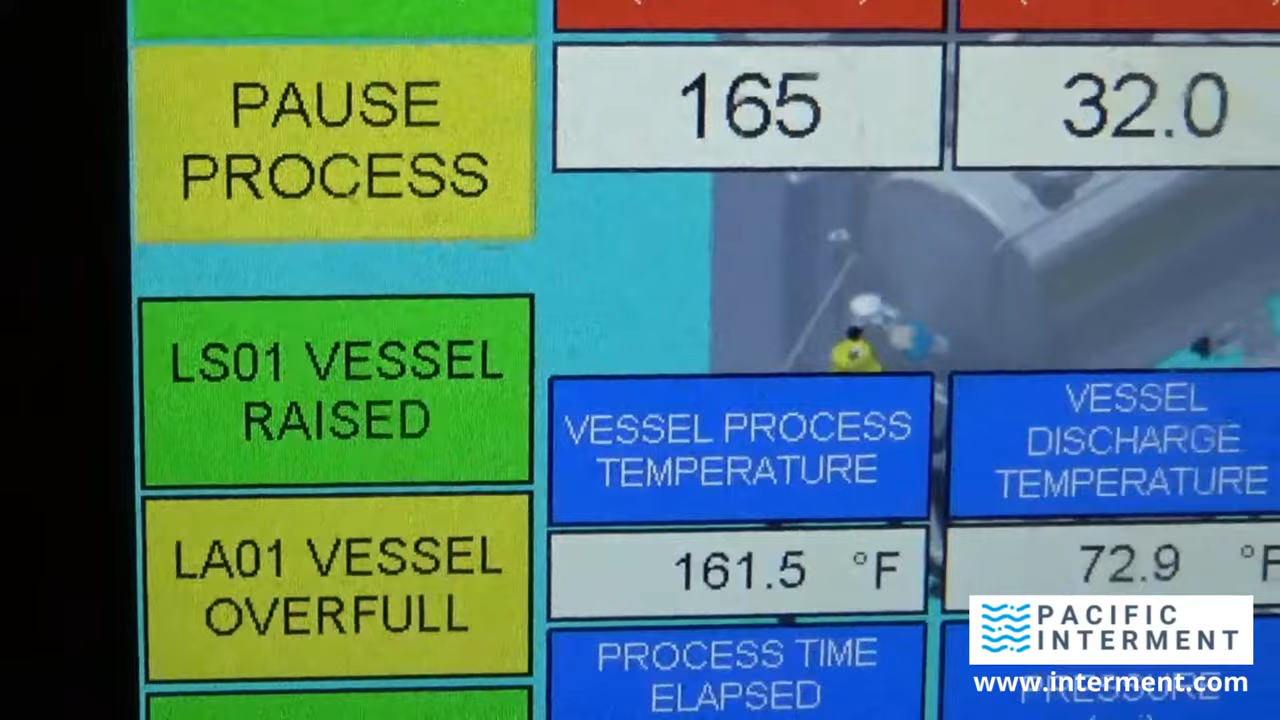 PAUSE
PROCESS
165
32.0
LS01 VESSEL
RAISED
VESSEL PROCESS
TEMPERATURE
VESSEL
DISCHARGE
TEMPERATURE
LA01 VESSEL
OVERFULL
161.5 °F
72.9 °F
PROCESS TIME
ELAPSED
PRESSURE
PACIFIC
INTERMENT
www.interment.com